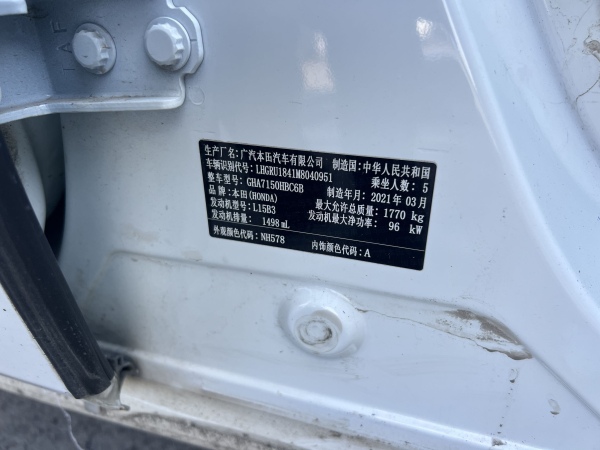 生产厂名：广汽本田汽车有限公司 制造国：中华人民共和国
车辆识别代号：LHGRU1841M8040951 乘坐人数：5
整车型号：GHA7150HBC6B 制造年月：2021年03月
品牌：本田(HONDA) 最大允许总质量：1770 kg
发动机型号：L15B3 发动机最大净功率：96 kW
发动机排量：1498 mL
外观颜色代码：NH578 内饰颜色代码：A